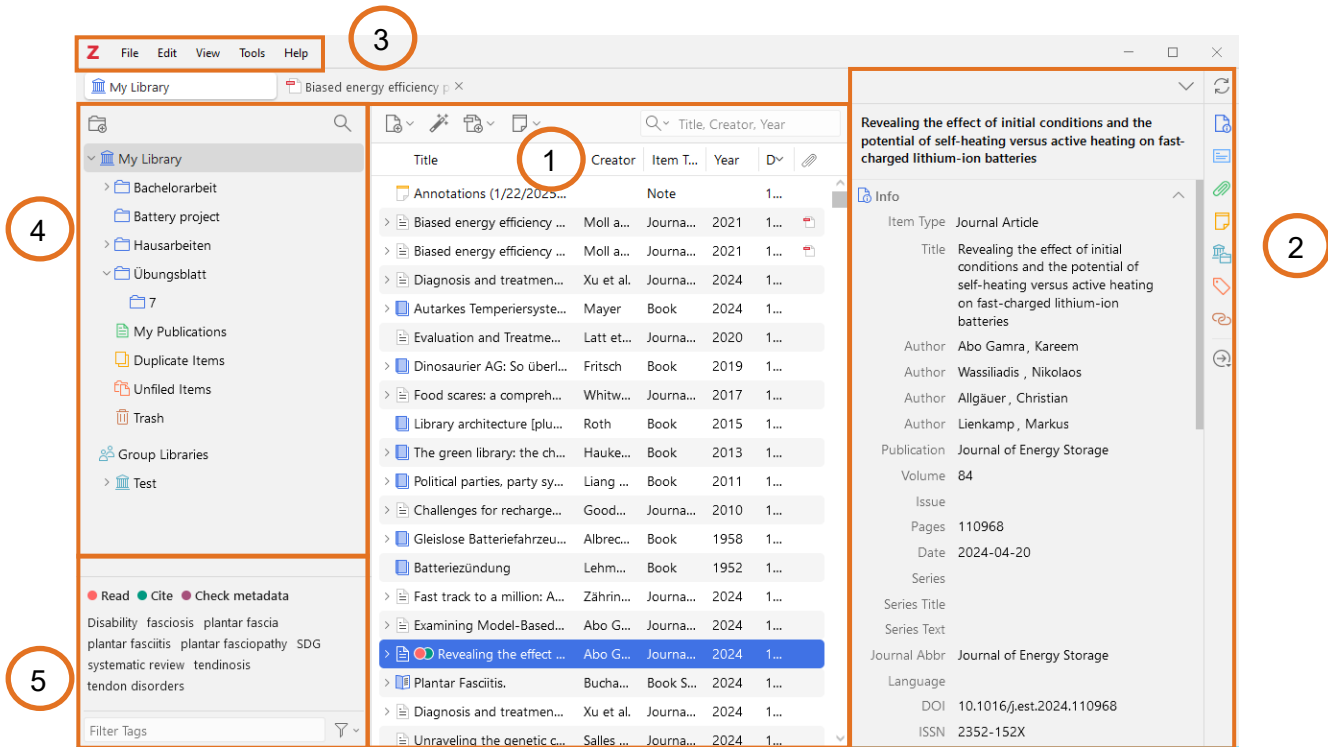 3
Z File Edit View Tools Help
My Library
Biased energy efficiency p
4
My Library
Bachelorarbeit
Battery project
Hausarbeiten
Übungsblatt
7
My Publications
Duplicate Items
Unfiled Items
Trash
Group Libraries
Test
5
Read Cite Check metadata
Disability fasciosis plantar fascia
plantar fasciitis plantar fasciopathy SDG
systematic review tendinosis
tendon disorders
Filter Tags
1
Title, Creator, Year
Title Creator Item T... Year D
Annotations (1/22/2025... Note 1...
Biased energy efficiency ... Moll a... Journa... 2021 1...
Biased energy efficiency ... Moll a... Journa... 2021 1...
Diagnosis and treatmen... Xu et al. Journa... 2024 1...
Autarkes Temperiersyste... Mayer Book 2024 1...
Evaluation and Treatme... Latt et... Journa... 2020 1...
Dinosaurier AG: So überl... Fritsch Book 2019 1...
Food scares: a compreh... Whitw... Journa... 2017 1...
Library architecture [plu... Roth Book 2015 1...
The green library: the ch... Hauke... Book 2013 1...
Political parties, party sy... Liang ... Book 2011 1...
Challenges for recharge... Good... Journa... 2010 1...
Gleislose Batteriefahrzeu... Albrec... Book 1958 1...
Batteriezündung Lehm... Book 1952 1...
Fast track to a million: A... Zährin... Journa... 2024 1...
Examining Model-Based... Abo G... Journa... 2024 1...
Revealing the effect ... Abo G... Journa... 2024 1...
Plantar Fasciitis. Bucha... Book S... 2024 1...
Diagnosis and treatmen... Xu et al. Journa... 2024 1...
Unraveling the genetic c... Salles ... Journa... 2024 1...
2
Revealing the effect of initial conditions and the
potential of self-heating versus active heating on fast-
charged lithium-ion batteries
Info
Item Type Journal Article
Title Revealing the effect of initial
conditions and the potential of
self-heating versus active heating
on fast-charged lithium-ion
batteries
Author Abo Gamra, Kareem
Author Wassiliadis, Nikolaos
Author Allgäuer, Christian
Author Lienkamp, Markus
Publication Journal of Energy Storage
Volume 84
Issue
Pages 110968
Date 2024-04-20
Series
Series Title
Series Text
Journal Abbr Journal of Energy Storage
Language
DOI 10.1016/j.est.2024.110968
ISSN 2352-152X